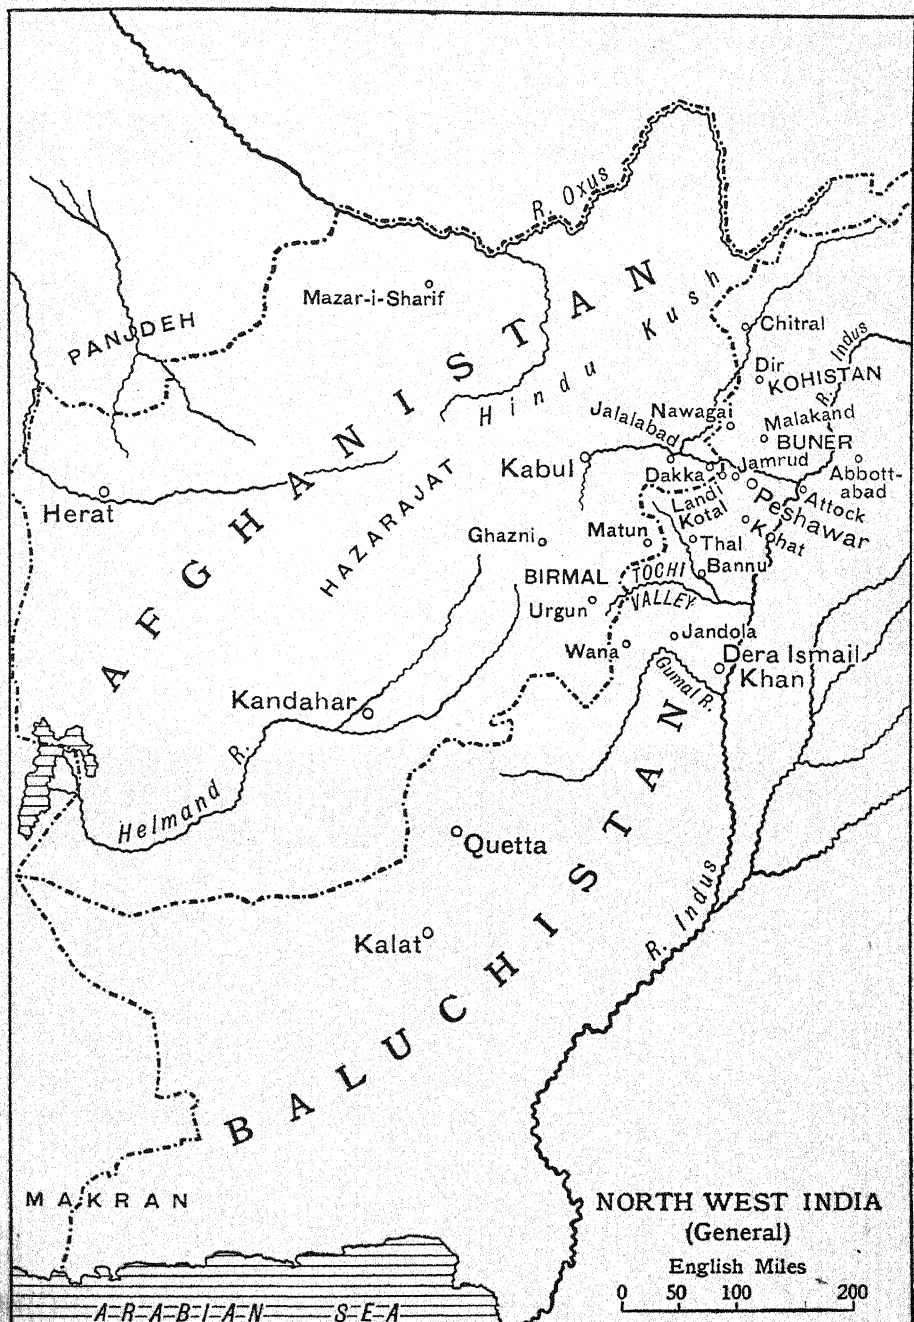 R. Oxus
Mazar-i-Sharif
PANJDEH
AFGHANISTAN
Hindu Kush
Chitral
R. Indus
Dir
KOHISTAN
Nawagai
Malakand
Jalalabad
BUNER
Kabul
Dakka
Jamrud
Abbott-
abad
Landi
Kotal
Peshawar
Attock
Herat
HAZARAJAT
Ghazni
Matun
Thal
Kohat
BIRMAL
TOCHI
VALLEY
Bannu
Urgun
Wana
Jandola
Dera Ismail
Khan
Gumal R.
Kandahar
Helmand R.
BALUCHISTAN
Quetta
R. Indus
Kalat
MAKRAN
NORTH WEST INDIA
(General)
English Miles
0 50 100 200
ARABIAN SEA